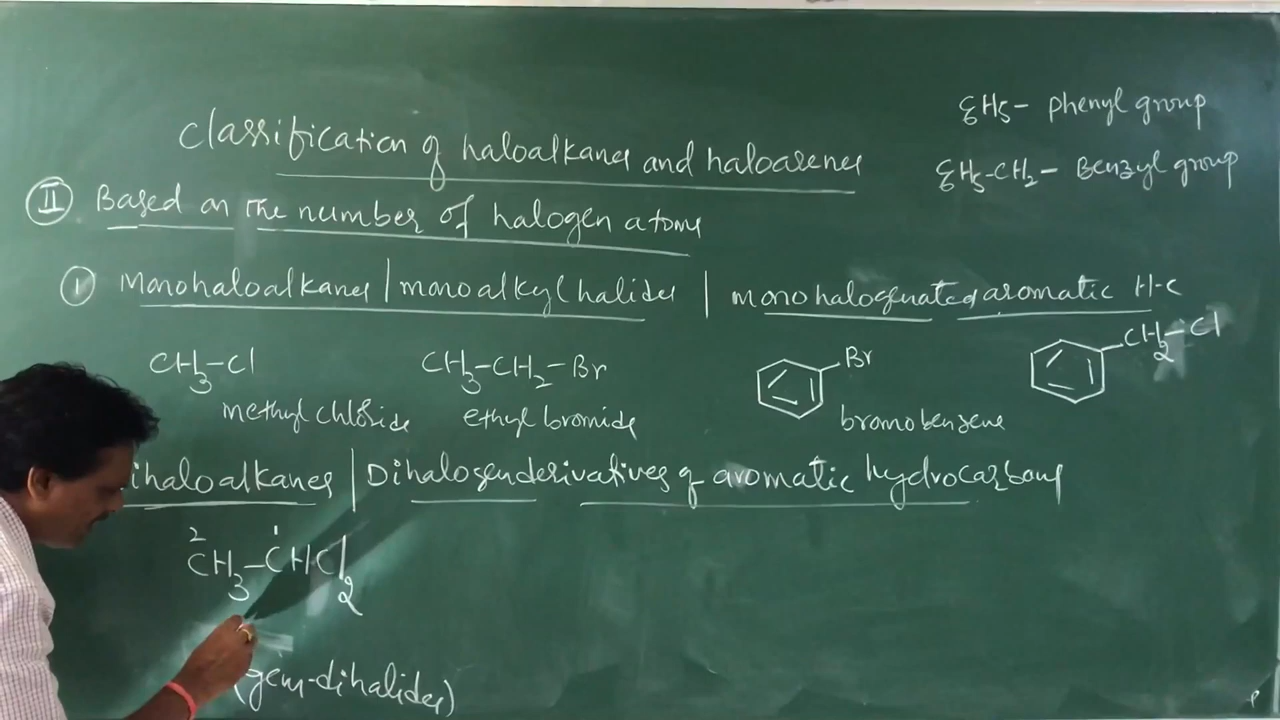 C6H5- phenyl group
Classification of haloalkanes and haloarenes
C6H5-CH2- Benzyl group
II Based on the number of halogen atoms
1 Monohaloalkanes | monoalkyl halides | monohalogenated aromatic H-C
CH3-Cl CH3-CH2-Br Br CH2-Cl
methyl chloride ethyl bromide bromobenzene
ihaloalkanes | Dihalogenderivatives of aromatic hydrocarbons
2 1
CH3-CHCl2
(gem-dihalides)